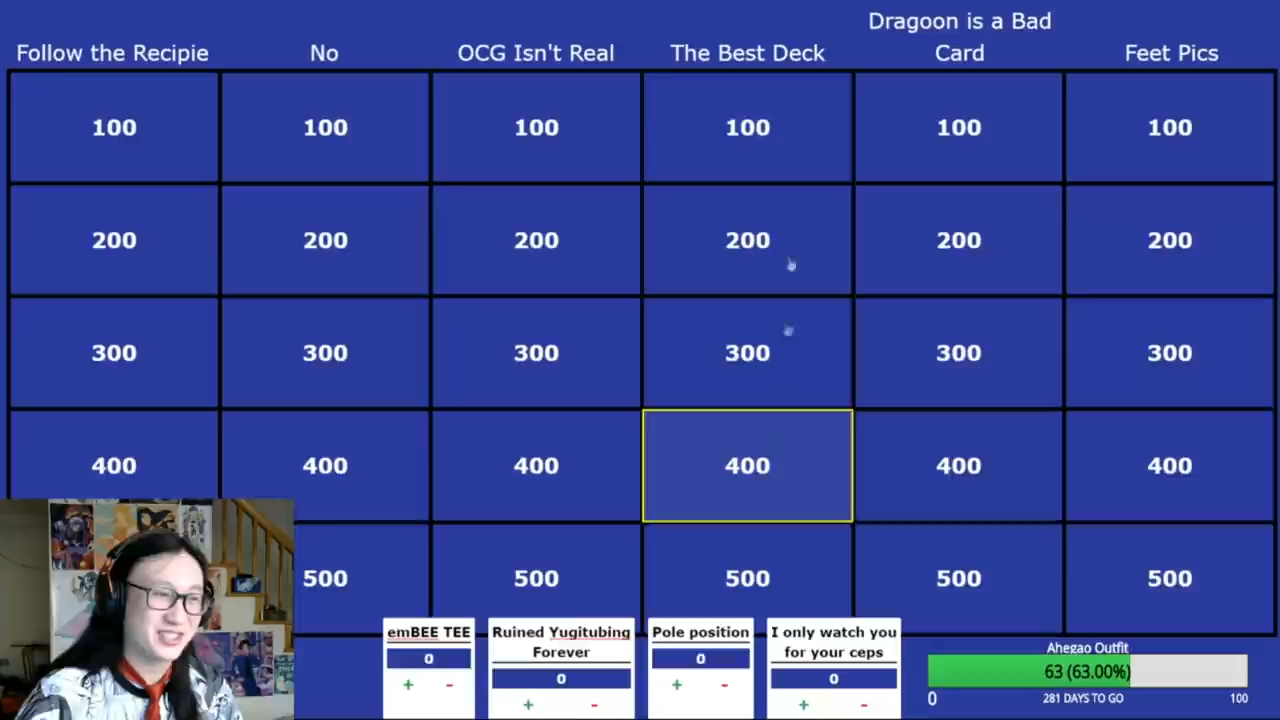 Follow the Recipie
No
OCG Isn't Real
The Best Deck
Dragoon is a Bad
Card
Feet Pics
100
100
100
100
100
100
200
200
200
200
200
200
300
300
300
300
300
300
400
400
400
400
400
400
500
500
500
500
500
emBEE TEE
0
+ -
Ruined Yugitubing
Forever
0
+ -
Pole position
0
+ -
I only watch you
for your ceps
0
+ -
Ahegao Outfit
63 (63.00%)
0
281 DAYS TO GO
100